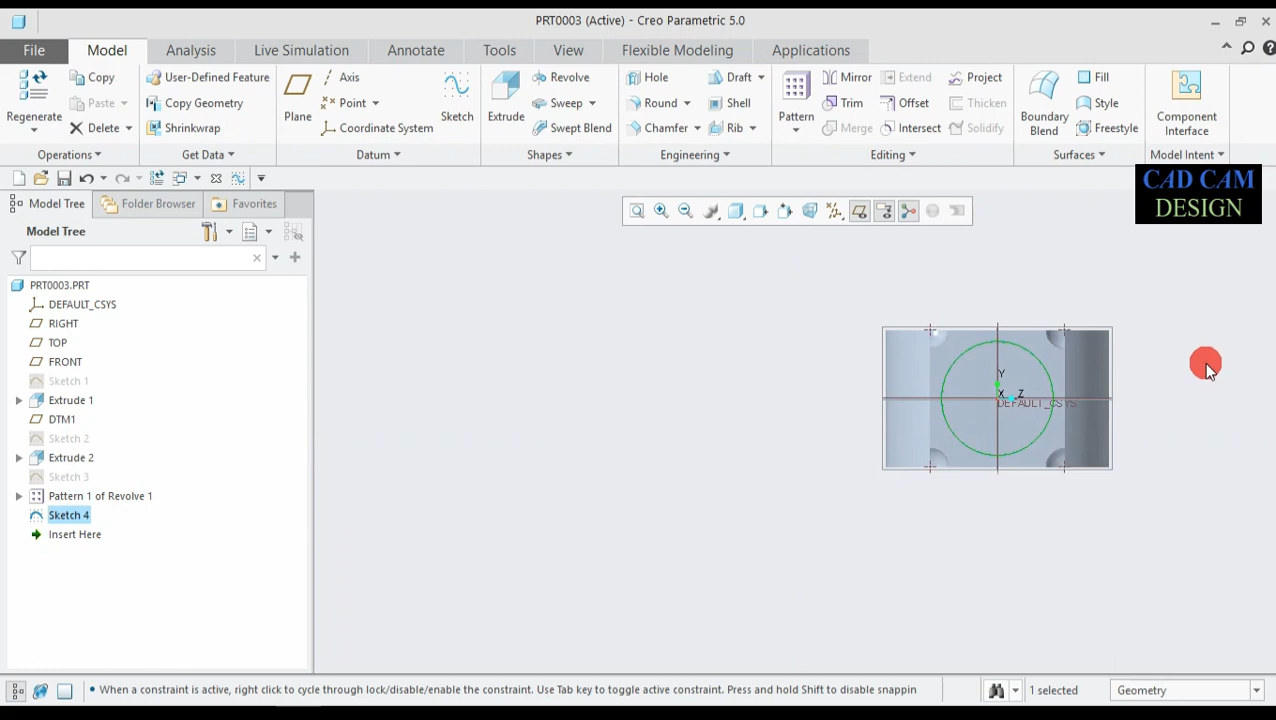 PRT0003 (Active) - Creo Parametric 5.0
File Model Analysis Live Simulation Annotate Tools View Flexible Modeling Applications
Regenerate
Copy
Paste
Delete
Operations
User-Defined Feature
Copy Geometry
Shrinkwrap
Get Data
Plane
Axis
Point
Coordinate System
Sketch
Datum
Extrude
Revolve
Sweep
Swept Blend
Shapes
Hole
Round
Chamfer
Draft
Shell
Rib
Engineering
Pattern
Mirror
Trim
Merge
Extend
Offset
Intersect
Project
Thicken
Solidify
Editing
Boundary
Blend
Fill
Style
Freestyle
Surfaces
Component
Interface
Model Intent
CAD CAM
DESIGN
Model Tree Folder Browser Favorites
Model Tree
PRT0003.PRT
DEFAULT_CSYS
RIGHT
TOP
FRONT
Sketch 1
Extrude 1
DTM1
Sketch 2
Extrude 2
Sketch 3
Pattern 1 of Revolve 1
Sketch 4
Insert Here
Y
X Z
DEFAULT_CSYS
• When a constraint is active, right click to cycle through lock/disable/enable the constraint. Use Tab key to toggle active constraint. Press and hold Shift to disable snappin
1 selected
Geometry